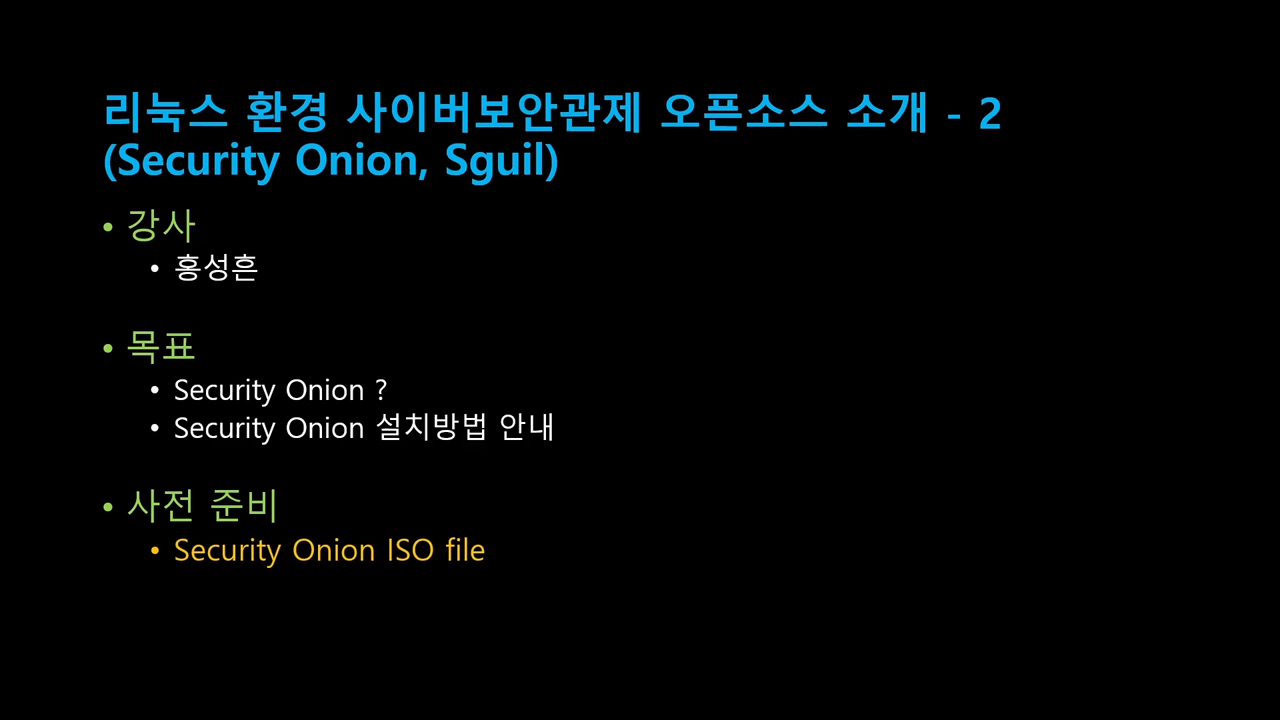 리눅스 환경 사이버보안관제 오픈소스 소개 - 2
(Security Onion, Sguil)
• 강사
• 홍성흔
• 목표
• Security Onion ?
• Security Onion 설치방법 안내
• 사전 준비
• Security Onion ISO file